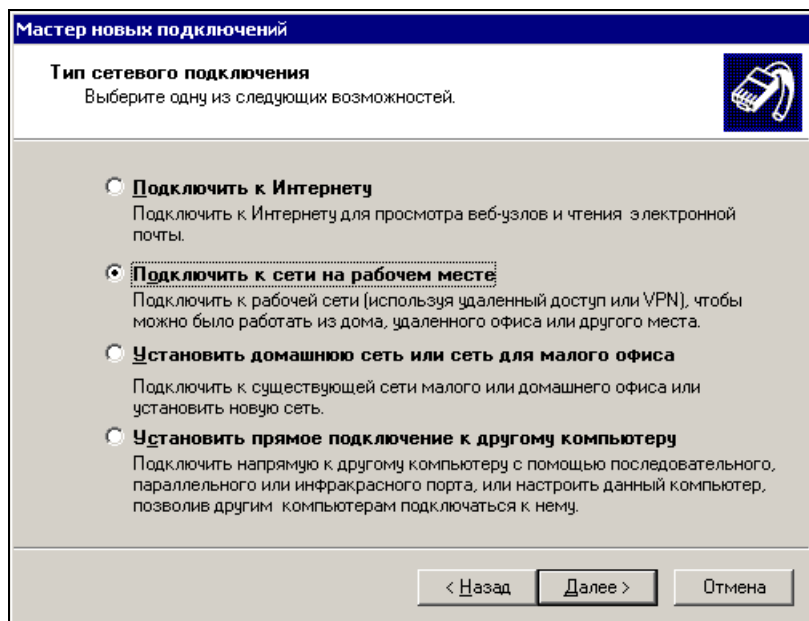 Мастер новых подключений
Тип сетевого подключения
Выберите одну из следующих возможностей.
Подключить к Интернету
Подключить к Интернету для просмотра веб-узлов и чтения электронной
почты.
Подключить к сети на рабочем месте
Подключить к рабочей сети (используя удаленный доступ или VPN), чтобы
можно было работать из дома, удаленного офиса или другого места.
Установить домашнюю сеть или сеть для малого офиса
Подключить к существующей сети малого или домашнего офиса или
установить новую сеть.
Установить прямое подключение к другому компьютеру
Подключить напрямую к другому компьютеру с помощью последовательного,
параллельного или инфракрасного порта, или настроить данный компьютер,
позволив другим компьютерам подключаться к нему.
< Назад Далее > Отмена